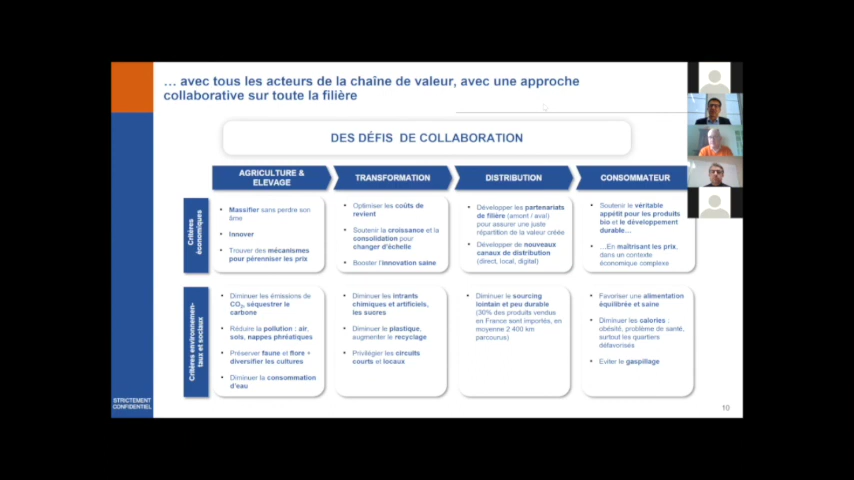 … avec tous les acteurs de la chaîne de valeur, avec une approche
collaborative sur toute la filière
DES DÉFIS DE COLLABORATION
AGRICULTURE &
ELEVAGE
TRANSFORMATION
DISTRIBUTION
CONSOMMATEUR
Critères
économiques
• Massifier sans perdre son
âme
• Innover
• Trouver des mécanismes
pour pérenniser les prix
• Optimiser les coûts de
revient
• Soutenir la croissance et la
consolidation pour
changer d'échelle
• Booster l'innovation saine
• Développer les partenariats
de filière (amont / aval)
pour assurer une juste
répartition de la valeur créée
• Développer de nouveaux
canaux de distribution
(direct, local, digital)
• Soutenir le véritable
appétit pour les produits
bio et le développement
durable…
• …En maîtrisant les prix,
dans un contexte
économique complexe
Critères environnemen-
taux et sociaux
• Diminuer les émissions de
CO₂, séquestrer le
carbone
• Réduire la pollution : air,
sols, nappes phréatiques
• Préserver faune et flore +
diversifier les cultures
• Diminuer la consommation
d'eau
• Diminuer les intrants
chimiques et artificiels,
les sucres
• Diminuer le plastique,
augmenter le recyclage
• Privilégier les circuits
courts et locaux
• Diminuer le sourcing
lointain et peu durable
(30% des produits vendus
en France sont importés, en
moyenne 2 400 km
parcourus)
• Favoriser une alimentation
équilibrée et saine
• Diminuer les calories :
obésité, problème de santé,
surtout les quartiers
défavorisés
• Eviter le gaspillage
STRICTEMENT
CONFIDENTIEL
10